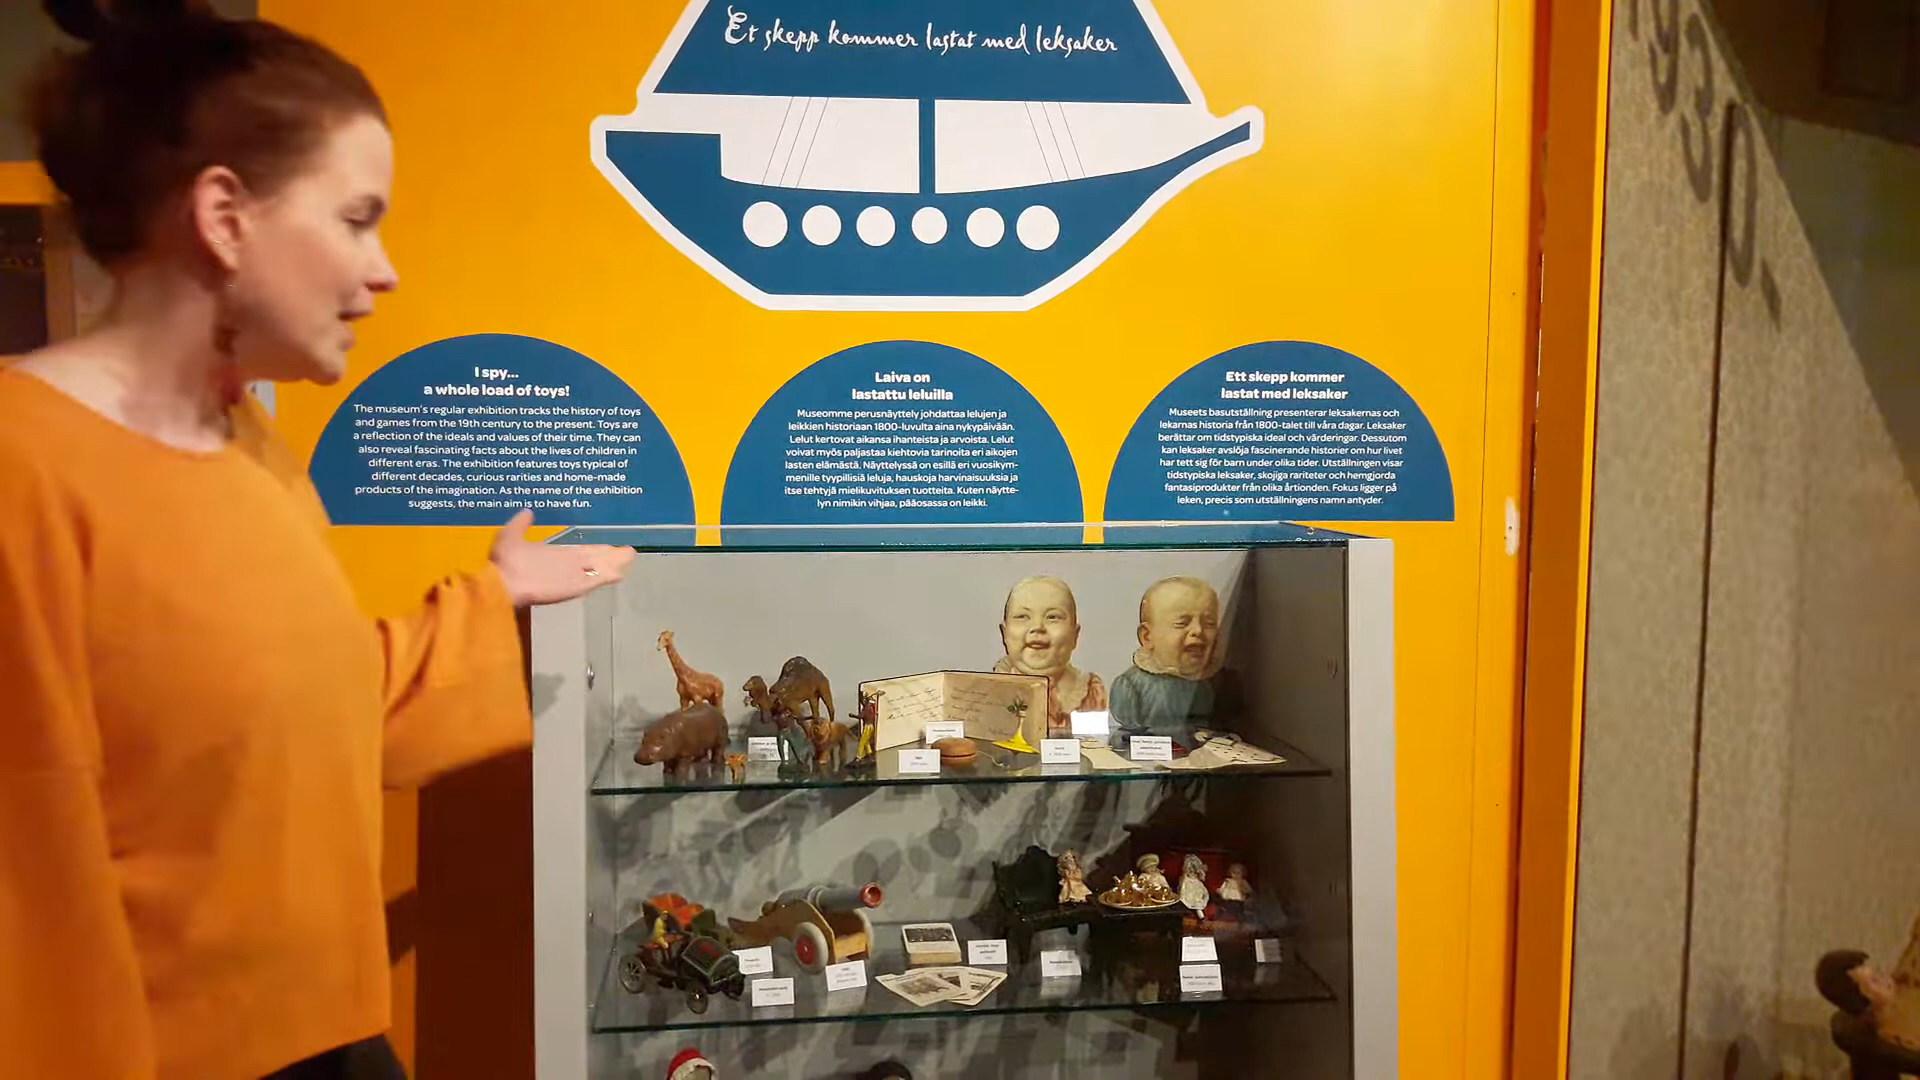 Et skepp kommer lastat med leksaker
I spy...
a whole load of toys!
The museum's regular exhibition tracks the history of toys
and games from the 19th century to the present. Toys are
a reflection of the ideals and values of their time. They can
also reveal fascinating facts about the lives of children in
different eras. The exhibition features toys typical of
different decades, curious rarities and home-made
products of the imagination. As the name of the exhibition
suggests, the main aim is to have fun.
Laiva on
lastattu leluilla
Museomme perusnäyttely johdattaa lelujen ja
leikkien historiaan 1800-luvulta aina nykypäivään.
Lelut kertovat aikansa ihanteista ja arvoista. Lelut
voivat myös paljastaa kiehtovia tarinoita eri aikojen
lasten elämästä. Näyttelyssä on esillä eri vuosikym-
menille tyypillisiä leluja, hauskoja harvinaisuuksia ja
itse tehtyjä mielikuvituksen tuotteita. Kuten näytte-
lyn nimikin vihjaa, pääosassa on leikki.
Ett skepp kommer
lastat med leksaker
Museets basutställning presenterar leksakernas och
lekarnas historia från 1800-talet till våra dagar. Leksaker
berättar om tidstypiska ideal och värderingar. Dessutom
kan leksaker avslöja fascinerande historier om hur livet
har tett sig för barn under olika tider. Utställningen visar
tidstypiska leksaker, skojiga rariteter och hemgjorda
fantasiprodukter från olika årtionden. Fokus ligger på
leken, precis som utställningens namn antyder.
1930-